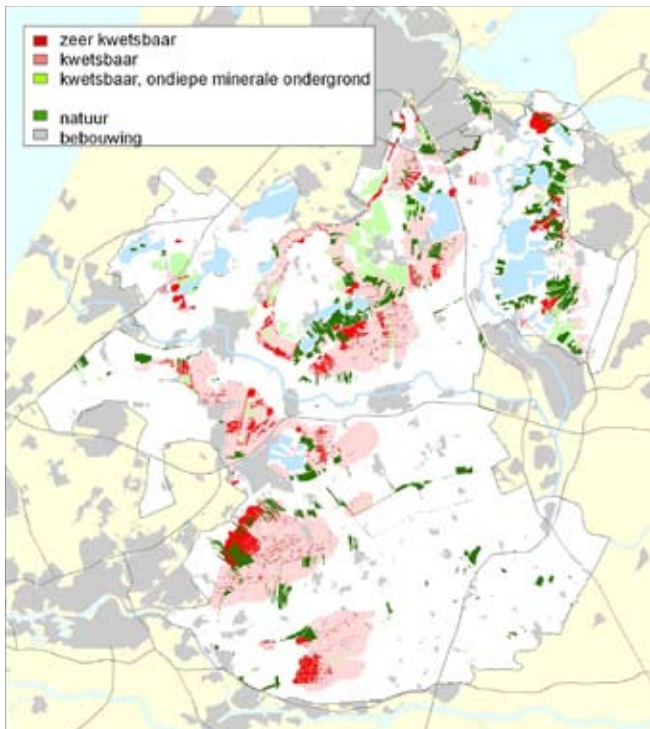 zeer kwetsbaar
kwetsbaar
kwetsbaar, ondiepe minerale ondergrond
natuur
bebouwing